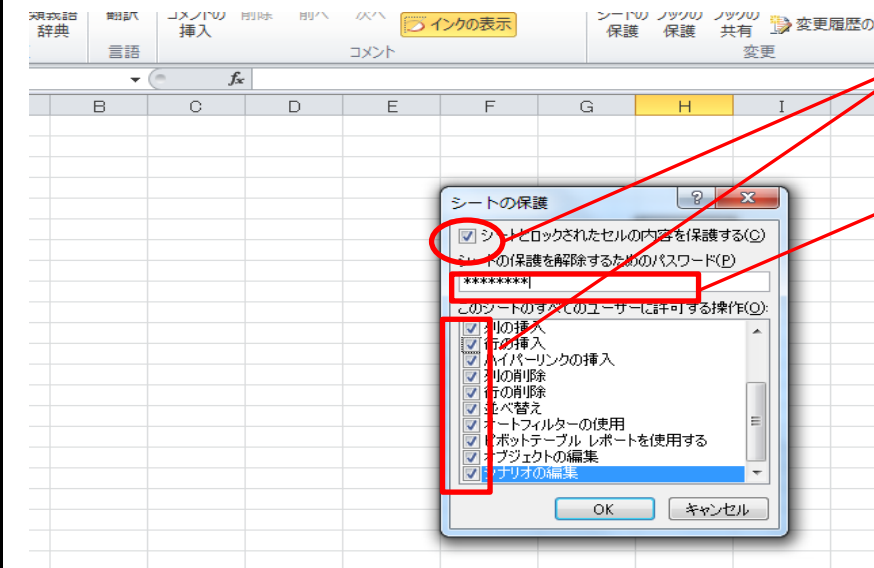 類義語 翻訳 コメントの 削除 前へ 次へ インクの表示 シートの ブックの ブックの
辞典 挿入 保護 保護 共有 変更履歴の
言語 コメント 変更
fx
B C D E F G H I
シートの保護
シートとロックされたセルの内容を保護する(C)
シートの保護を解除するためのパスワード(P)
********
このシートのすべてのユーザーに許可する操作(O):
列の挿入
行の挿入
ハイパーリンクの挿入
列の削除
行の削除
並べ替え
オートフィルターの使用
ピボットテーブル レポートを使用する
オブジェクトの編集
シナリオの編集
OK キャンセル